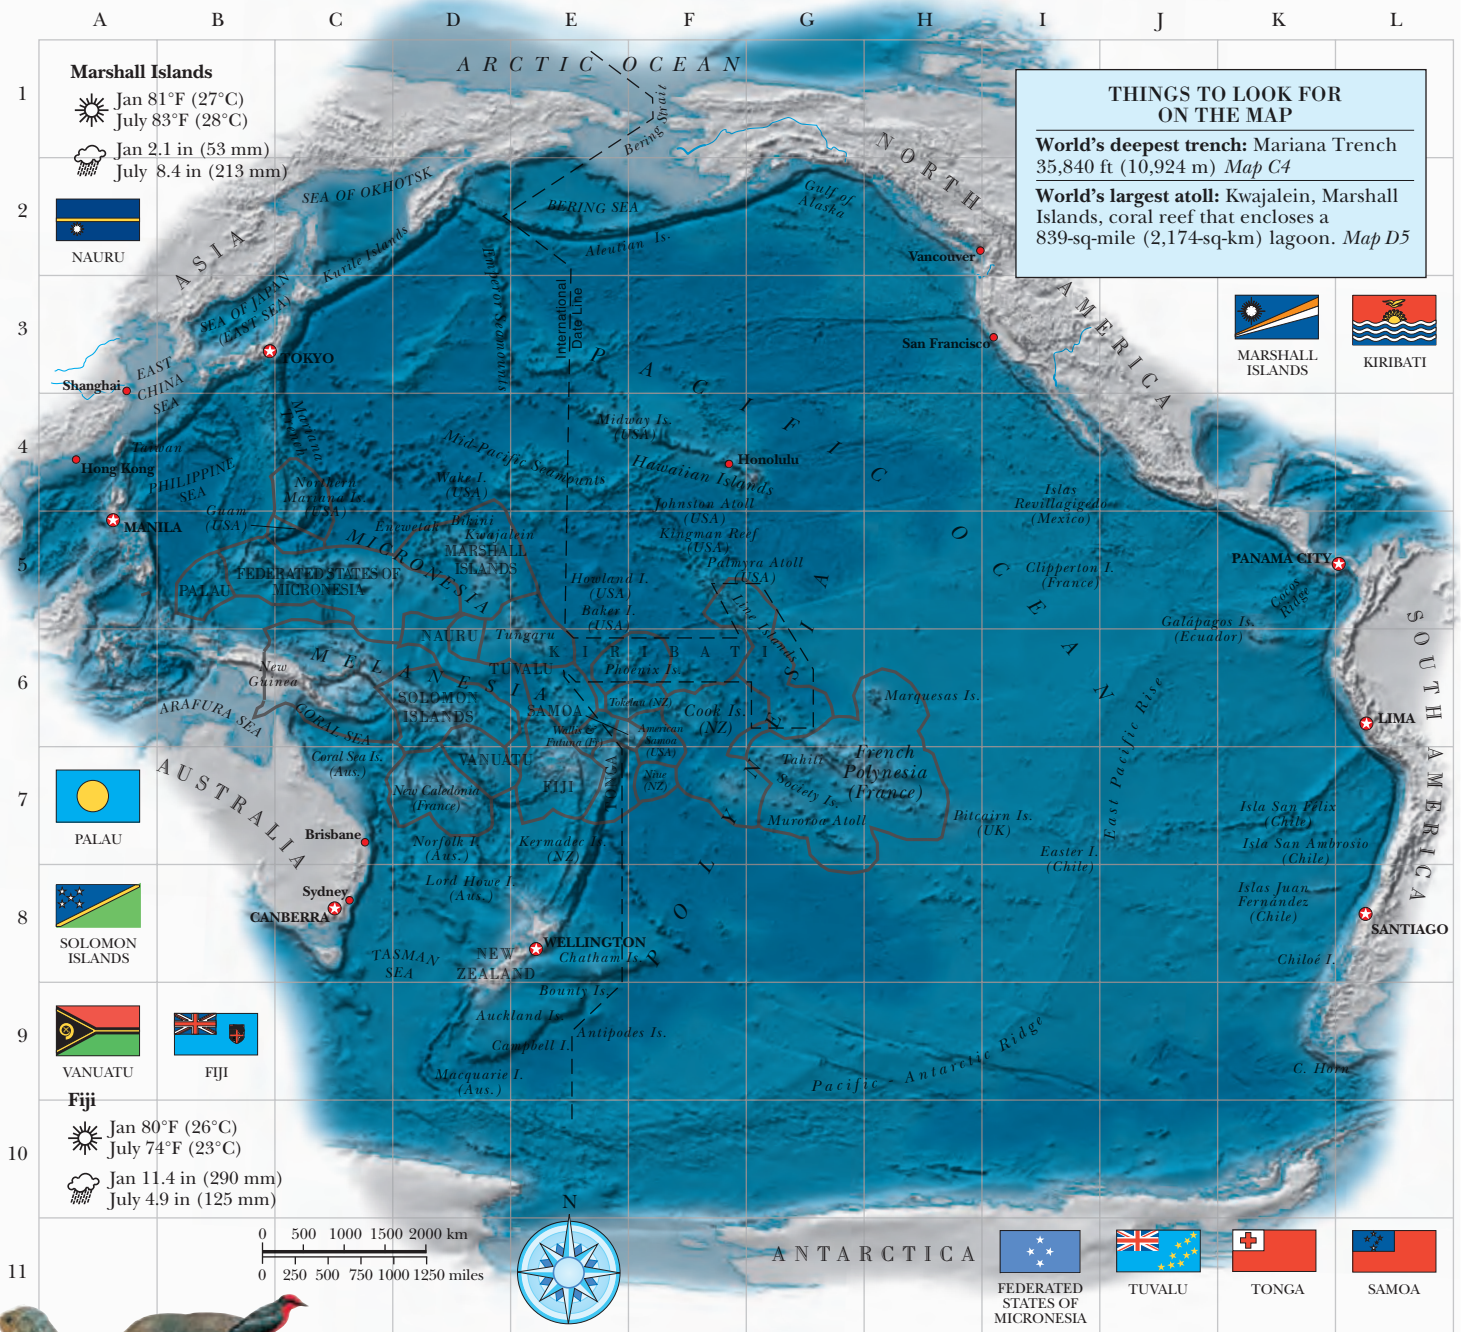 A B C D E F G H I J K L
1
2
3
4
5
6
7
8
9
10
11
Marshall Islands
Jan 81°F (27°C)
July 83°F (28°C)
Jan 2.1 in (53 mm)
July 8.4 in (213 mm)
NAURU
THINGS TO LOOK FOR
ON THE MAP
World's deepest trench: Mariana Trench
35,840 ft (10,924 m) Map C4
World's largest atoll: Kwajalein, Marshall
Islands, coral reef that encloses a
839-sq-mile (2,174-sq-km) lagoon. Map D5
MARSHALL
ISLANDS
KIRIBATI
ARCTIC OCEAN
Bering Strait
NORTH
AMERICA
SEA OF OKHOTSK
BERING SEA
Aleutian Is.
Gulf of
Alaska
ASIA
Kurile Islands
Emperor Seamounts
International
Date Line
Vancouver
San Francisco
SEA OF JAPAN
(EAST SEA)
TOKYO
Shanghai
EAST
CHINA
SEA
PACIFIC
OCEAN
Taiwan
Hong Kong
MANILA
PHILIPPINE
SEA
Mariana
Trench
Northern
Mariana Is.
(USA)
Guam
(USA)
Mid-Pacific Seamounts
Wake I.
(USA)
Midway Is.
(USA)
Honolulu
Hawaiian Islands
Johnston Atoll
(USA)
Kingman Reef
(USA)
Palmyra Atoll
(USA)
Islas
Revillagigedo
(Mexico)
Clipperton I.
(France)
PANAMA CITY
Cocos
Ridge
Galápagos Is.
(Ecuador)
Enewetak
Bikini
Kwajalein
MARSHALL
ISLANDS
MICRONESIA
FEDERATED STATES OF
MICRONESIA
PALAU
Howland I.
(USA)
Baker I.
(USA)
Line Islands
NAURU
Tungaru
KIRIBATI
Phoenix Is.
MELANESIA
New
Guinea
TUVALU
SOLOMON
ISLANDS
SAMOA
Tokelau (NZ)
Wallis &
Futuna (Fr)
American
Samoa
(USA)
Cook Is.
(NZ)
Marquesas Is.
ARAFURA SEA
CORAL SEA
Coral Sea Is.
(Aus.)
VANUATU
FIJI
TONGA
Niue
(NZ)
POLYNESIA
Tahiti
Society Is.
French
Polynesia
(France)
Muroroa Atoll
Pitcairn Is.
(UK)
New Caledonia
(France)
East Pacific Rise
Easter I.
(Chile)
LIMA
SOUTH AMERICA
Isla San Félix
(Chile)
Isla San Ambrosio
(Chile)
Islas Juan
Fernández
(Chile)
SANTIAGO
Chiloé I.
C. Horn
AUSTRALIA
Brisbane
Sydney
CANBERRA
Norfolk I.
(Aus.)
Kermadec Is.
(NZ)
Lord Howe I.
(Aus.)
TASMAN
SEA
NEW
ZEALAND
WELLINGTON
Chatham Is.
Bounty Is.
Auckland Is.
Antipodes Is.
Campbell I.
Macquarie I.
(Aus.)
Pacific - Antarctic Ridge
ANTARCTICA
PALAU
SOLOMON
ISLANDS
VANUATU
FIJI
Fiji
Jan 80°F (26°C)
July 74°F (23°C)
Jan 11.4 in (290 mm)
July 4.9 in (125 mm)
0 500 1000 1500 2000 km
0 250 500 750 1000 1250 miles
N
FEDERATED
STATES OF
MICRONESIA
TUVALU
TONGA
SAMOA